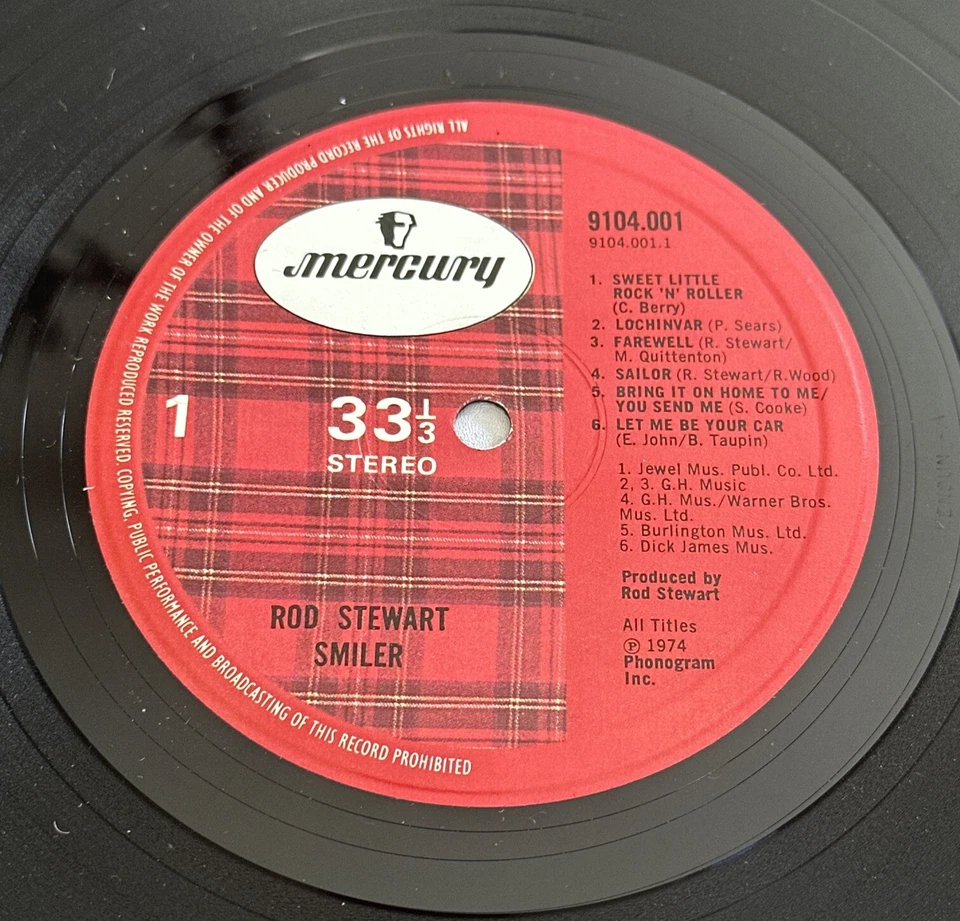 ALL RIGHTS OF THE RECORD PRODUCER AND OF THE OWNER OF THE WORK REPRODUCED RESERVED. COPYING, PUBLIC PERFORMANCE AND BROADCASTING OF THIS RECORD PROHIBITED
mercury
1
33⅓
STEREO
ROD STEWART
SMILER
9104.001
9104.001.1
1. SWEET LITTLE
ROCK 'N' ROLLER
(C. Berry)
2. LOCHINVAR (P. Sears)
3. FAREWELL (R. Stewart/
M. Quittenton)
4. SAILOR (R. Stewart/R.Wood)
5. BRING IT ON HOME TO ME/
YOU SEND ME (S. Cooke)
6. LET ME BE YOUR CAR
(E. John/B. Taupin)
1. Jewel Mus. Publ. Co. Ltd.
2, 3. G.H. Music
4. G.H. Mus./Warner Bros.
Mus. Ltd.
5. Burlington Mus. Ltd.
6. Dick James Mus.
Produced by
Rod Stewart
All Titles
Ⓟ 1974
Phonogram
Inc.